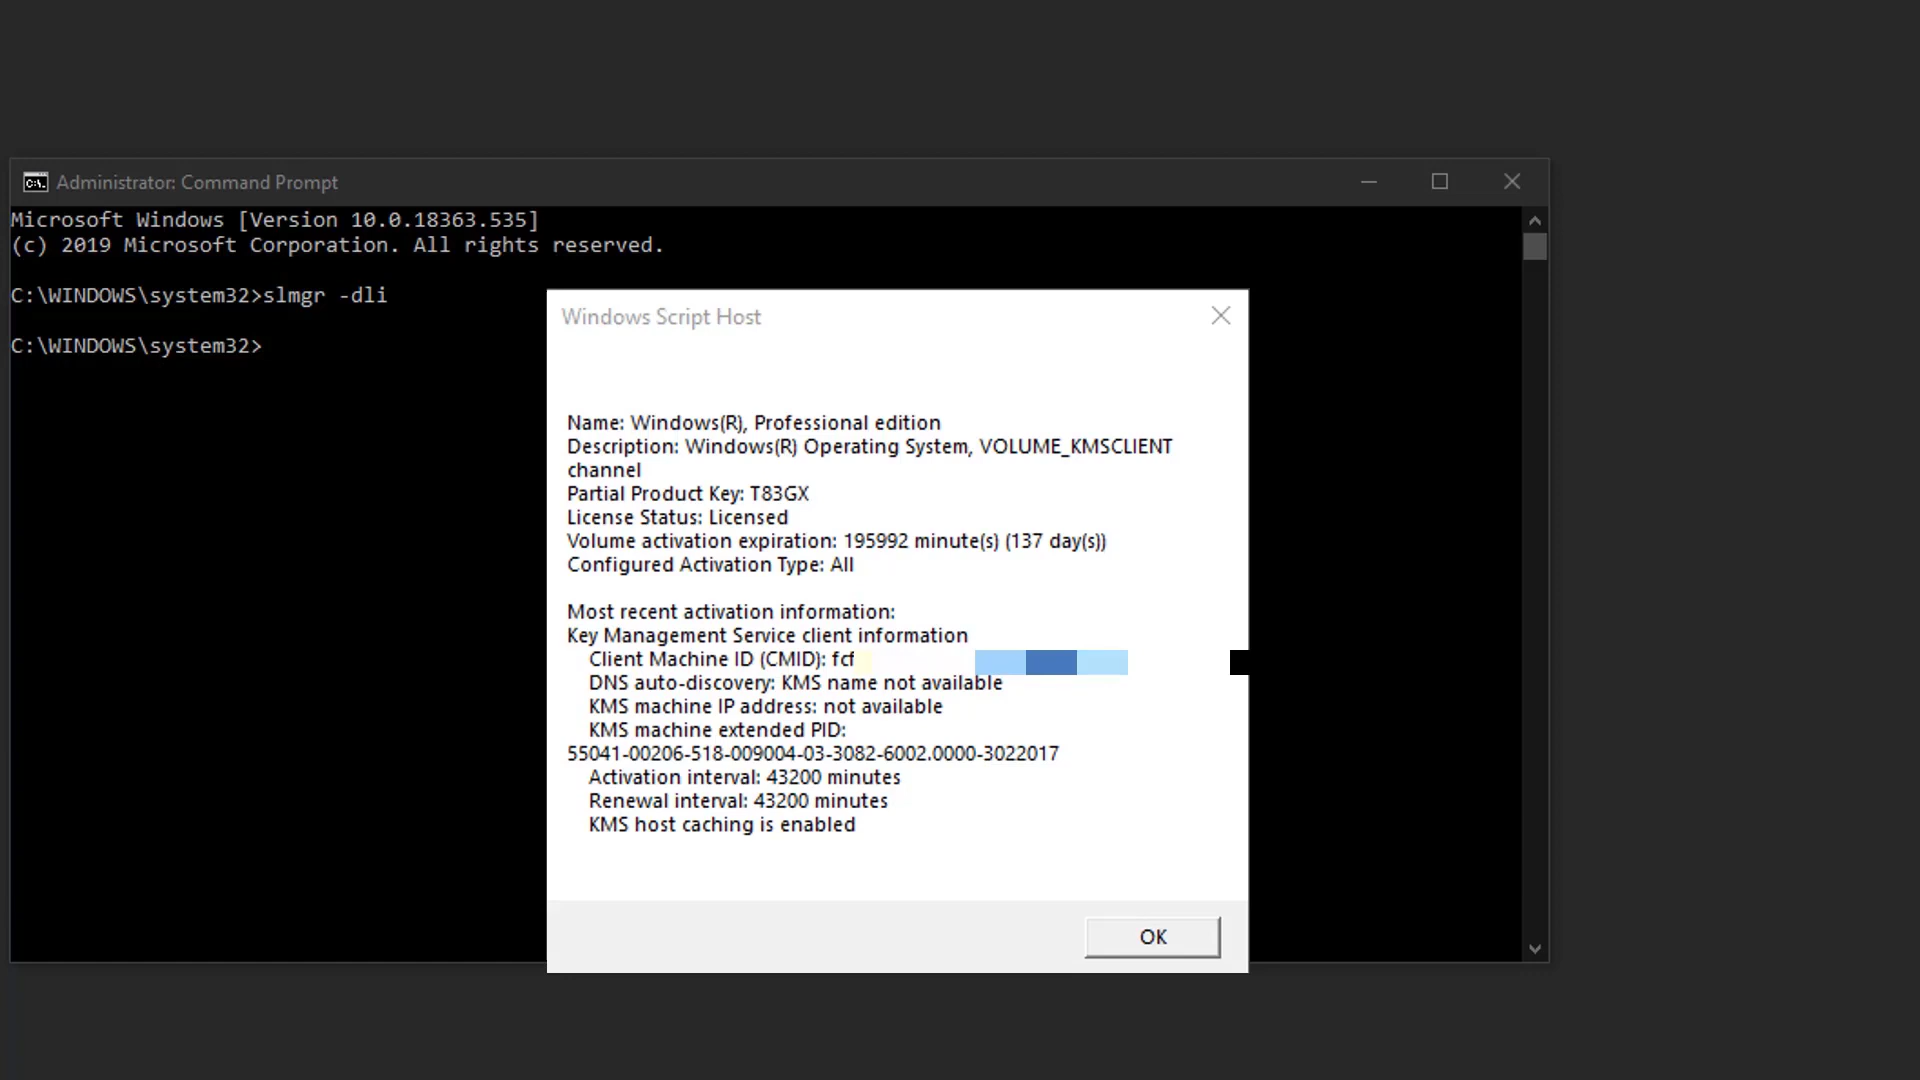 Administrator: Command Prompt
Microsoft Windows [Version 10.0.18363.535]
(c) 2019 Microsoft Corporation. All rights reserved.
C:\WINDOWS\system32>slmgr -dli
C:\WINDOWS\system32>
Windows Script Host
Name: Windows(R), Professional edition
Description: Windows(R) Operating System, VOLUME_KMSCLIENT
channel
Partial Product Key: T83GX
License Status: Licensed
Volume activation expiration: 195992 minute(s) (137 day(s))
Configured Activation Type: All
Most recent activation information:
Key Management Service client information
Client Machine ID (CMID): fcf
DNS auto-discovery: KMS name not available
KMS machine IP address: not available
KMS machine extended PID:
55041-00206-518-009004-03-3082-6002.0000-3022017
Activation interval: 43200 minutes
Renewal interval: 43200 minutes
KMS host caching is enabled
OK